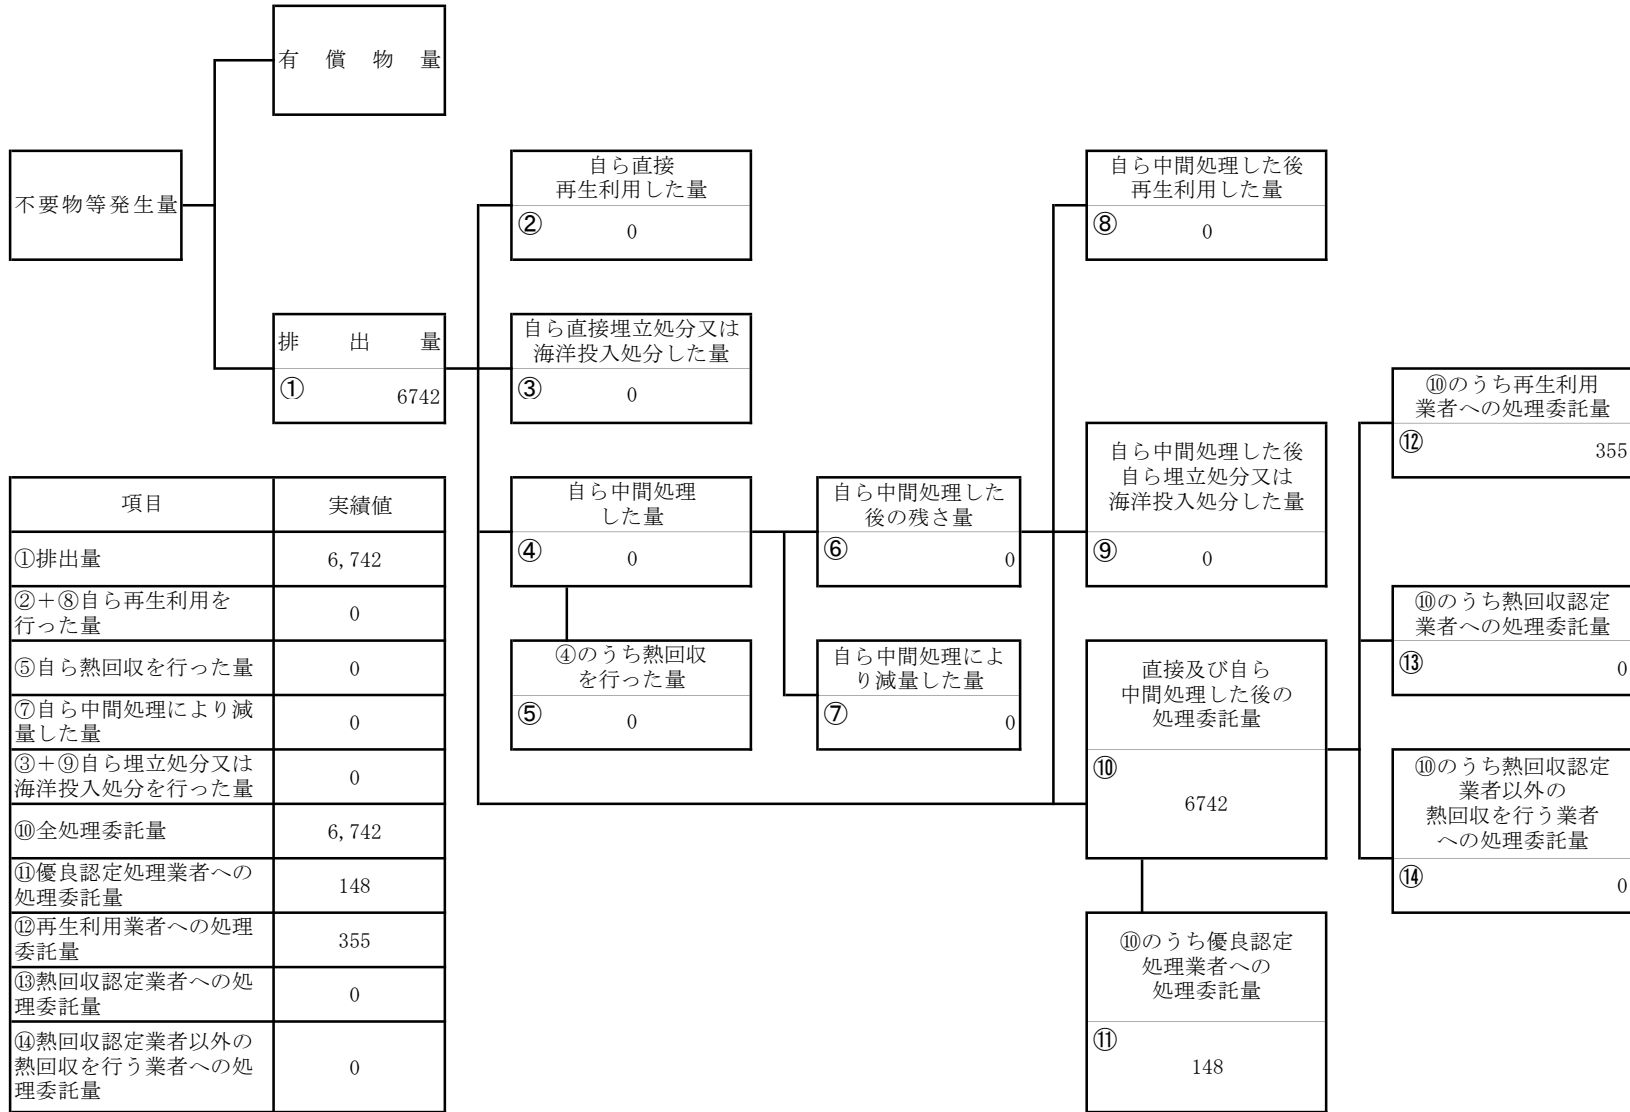 有償物量
不要物等発生量
排出量
① 6742
自ら直接
再生利用した量
② 0
自ら直接埋立処分又は
海洋投入処分した量
③ 0
自ら中間処理
した量
④ 0
④のうち熱回収
を行った量
⑤ 0
自ら中間処理した
後の残さ量
⑥ 0
自ら中間処理によ
り減量した量
⑦ 0
自ら中間処理した後
再生利用した量
⑧ 0
自ら中間処理した後
自ら埋立処分又は
海洋投入処分した量
⑨ 0
直接及び自ら
中間処理した後の
処理委託量
⑩
6742
⑩のうち優良認定
処理業者への
処理委託量
⑪
148
⑩のうち再生利用
業者への処理委託量
⑫ 355
⑩のうち熱回収認定
業者への処理委託量
⑬ 0
⑩のうち熱回収認定
業者以外の
熱回収を行う業者
への処理委託量
⑭ 0
項目 実績値
①排出量 6,742
②+⑧自ら再生利用を
行った量 0
⑤自ら熱回収を行った量 0
⑦自ら中間処理により減
量した量 0
③+⑨自ら埋立処分又は
海洋投入処分を行った量 0
⑩全処理委託量 6,742
⑪優良認定処理業者への
処理委託量 148
⑫再生利用業者への処理
委託量 355
⑬熱回収認定業者への処
理委託量 0
⑭熱回収認定業者以外の
熱回収を行う業者への処
理委託量 0